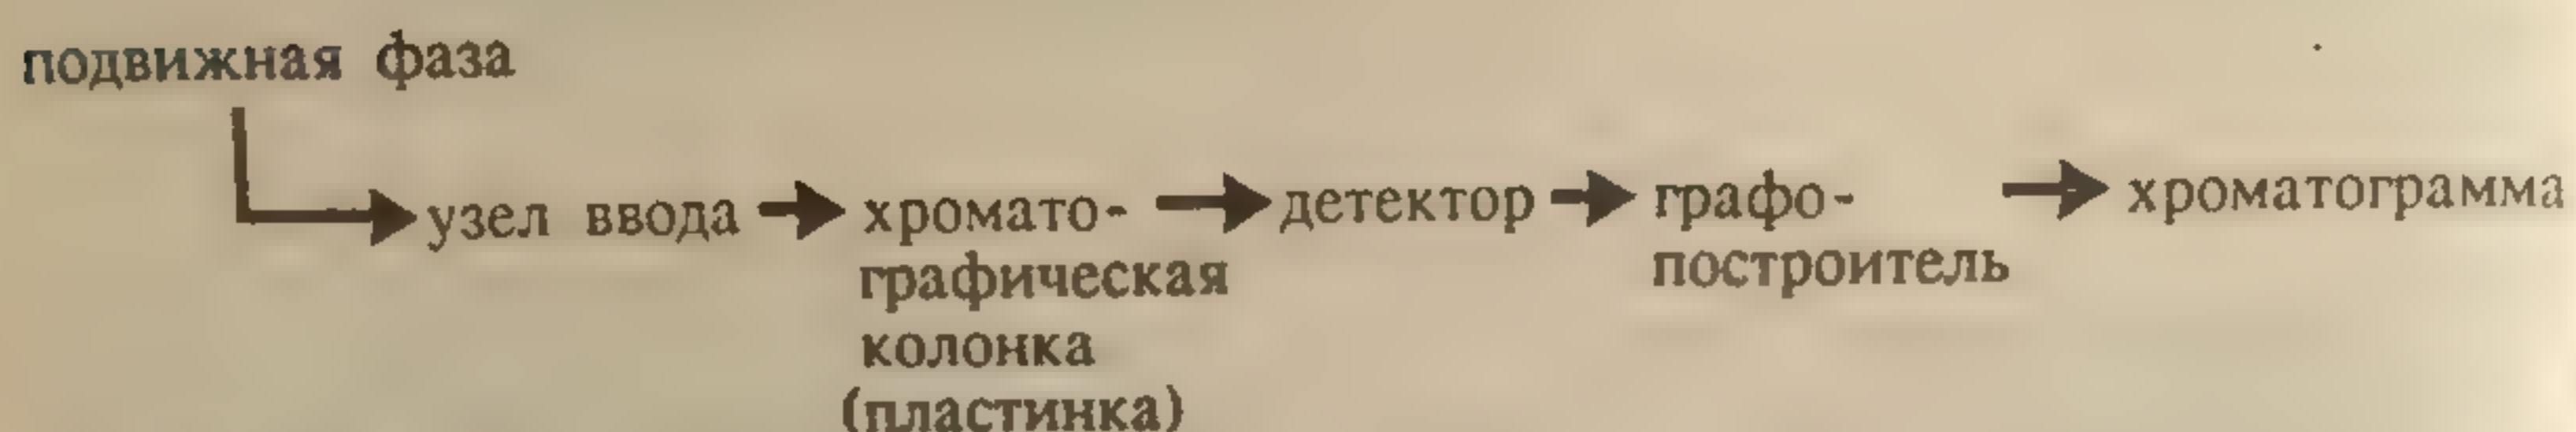 подвижная фаза
узел ввода хромато- детектор графо- хроматограмма
графическая построитель
колонка
(пластинка)